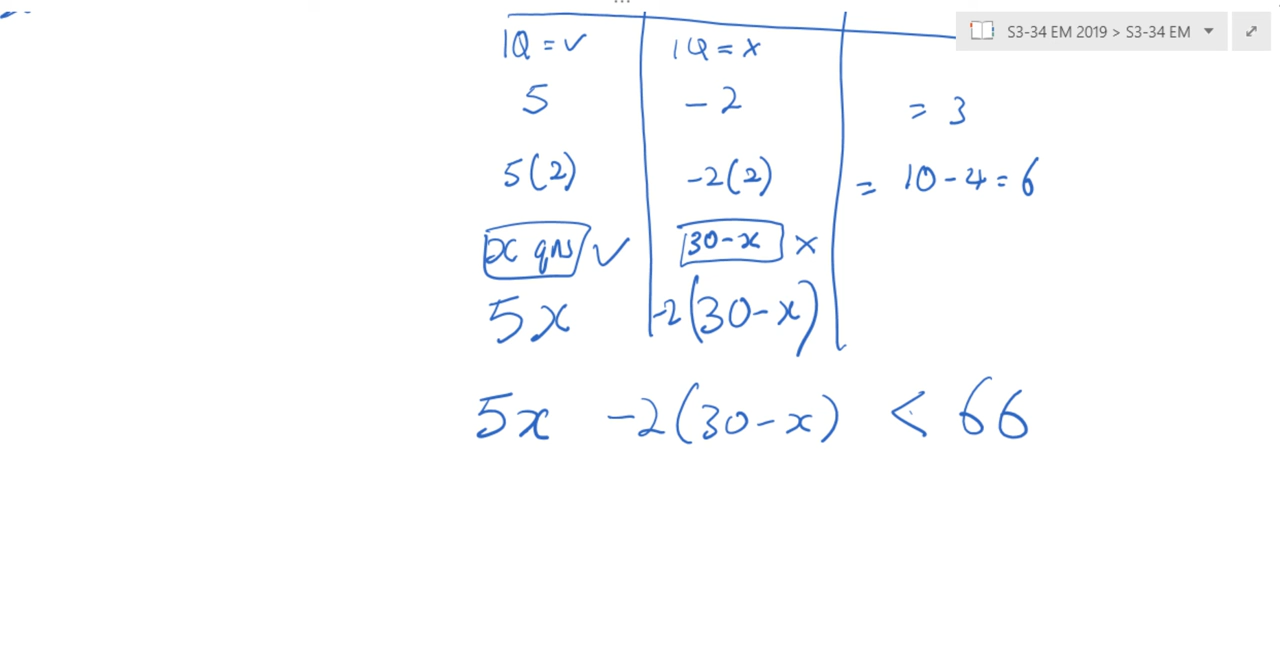 S3-34 EM 2019 > S3-34 EM
1Q = ✓ 1Q = x
5 - 2 = 3
5(2) -2(2) = 10 - 4 = 6
x qns ✓ 30-x x
5x -2(30-x)
5x -2(30-x) < 66